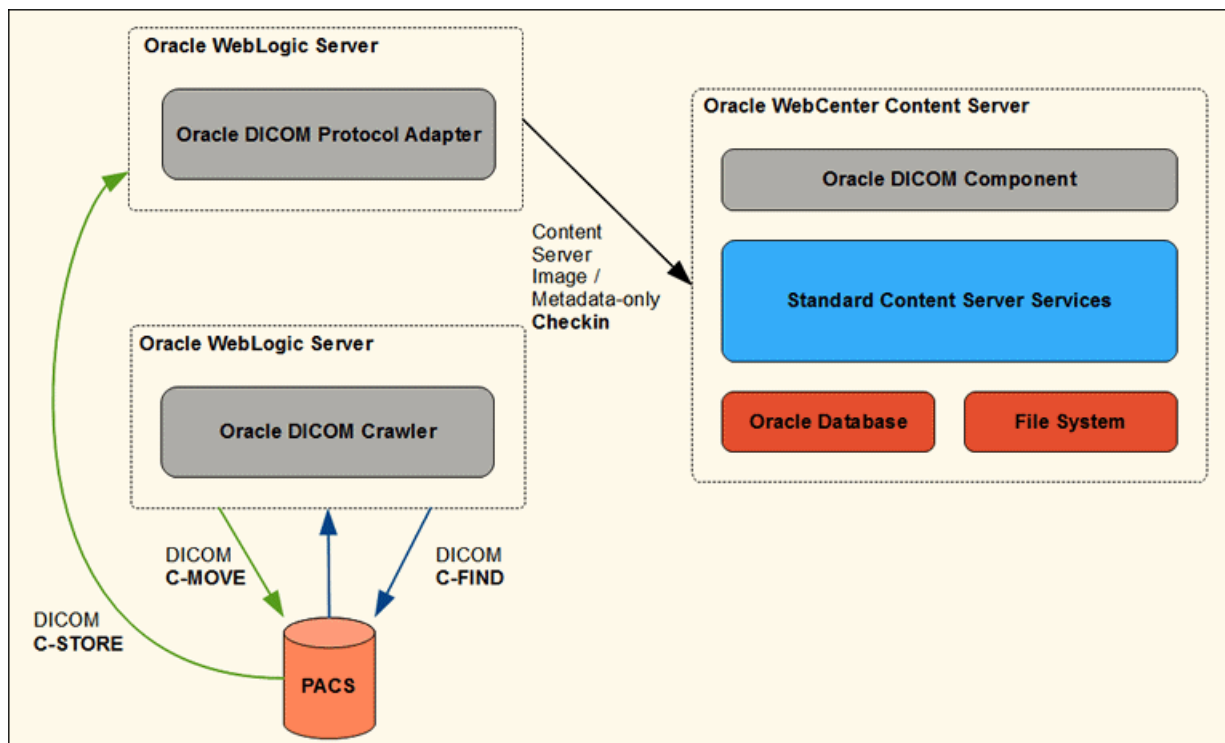 Oracle WebLogic Server
Oracle DICOM Protocol Adapter
Oracle WebCenter Content Server
Oracle DICOM Component
Standard Content Server Services
Oracle Database
File System
Content
Server
Image /
Metadata-only
Checkin
Oracle WebLogic Server
Oracle DICOM Crawler
DICOM
C-MOVE
DICOM
C-FIND
DICOM
C-STORE
PACS